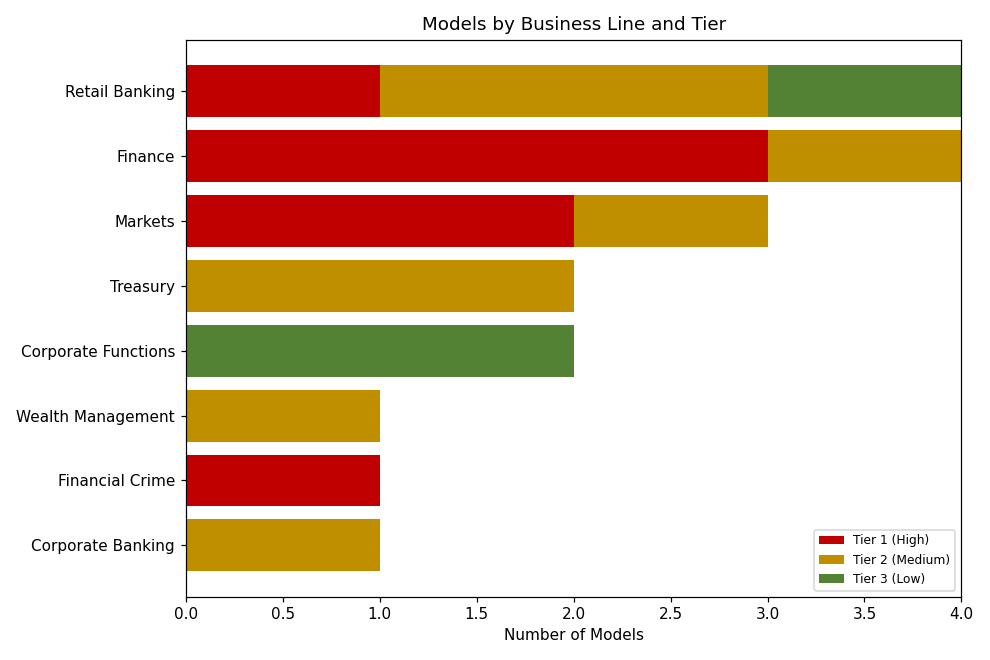 Models by Business Line and Tier
Retail Banking
Finance
Markets
Treasury
Corporate Functions
Wealth Management
Financial Crime
Corporate Banking
Tier 1 (High)
Tier 2 (Medium)
Tier 3 (Low)
0.0 0.5 1.0 1.5 2.0 2.5 3.0 3.5 4.0
Number of Models